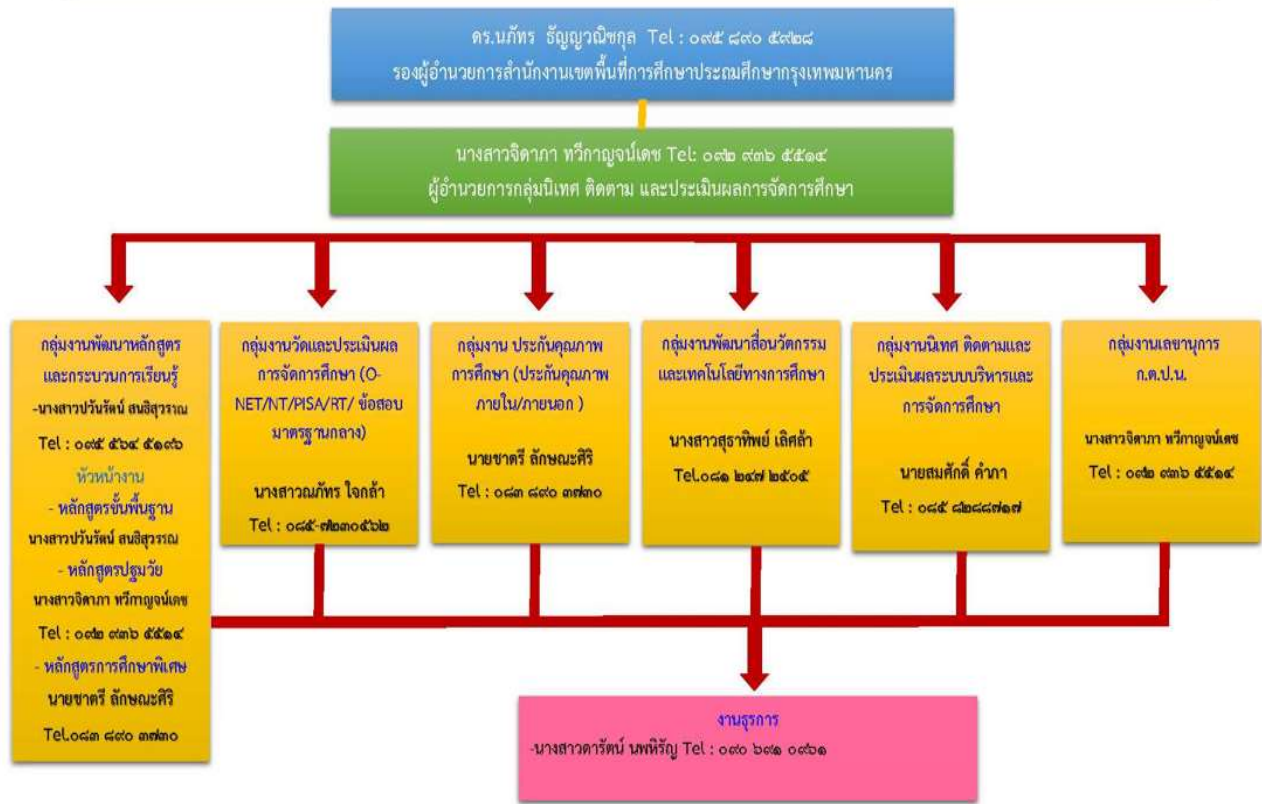 ดร.นภัทร ธัญญวณิชกุล Tel : ๐๙๕ ๘๙๐ ๕๙๒๘
รองผู้อำนวยการสำนักงานเขตพื้นที่การศึกษาประถมศึกษากรุงเทพมหานคร
นางสาวจิดาภา ทวีกาญจน์เดช Tel: ๐๙๒ ๙๓๖ ๕๕๑๔
ผู้อำนวยการกลุ่มนิเทศ ติดตาม และประเมินผลการจัดการศึกษา
กลุ่มงานพัฒนาหลักสูตร
และกระบวนการเรียนรู้
-นางสาวปวันรัตน์ สนธิสุวรรณ
Tel : ๐๙๕ ๕๖๔ ๕๑๙๖
หัวหน้างาน
- หลักสูตรขั้นพื้นฐาน
นางสาวปวันรัตน์ สนธิสุวรรณ
- หลักสูตรปฐมวัย
นางสาวจิดาภา ทวีกาญจน์เดช
Tel : ๐๙๒ ๙๓๖ ๕๕๑๔
- หลักสูตรการศึกษาพิเศษ
นายชาตรี ลักษณะศิริ
Tel.๐๘๓ ๘๙๐ ๓๗๓๐
กลุ่มงานวัดและประเมินผล
การจัดการศึกษา (O-
NET/NT/PISA/RT/ ข้อสอบ
มาตรฐานกลาง)
นางสาวณภัทร ใจกล้า
Tel : ๐๘๕-๗๒๓๐๕๖๒
กลุ่มงาน ประกันคุณภาพ
การศึกษา (ประกันคุณภาพ
ภายใน/ภายนอก )
นายชาตรี ลักษณะศิริ
Tel : ๐๘๓ ๘๙๐ ๓๗๓๐
กลุ่มงานพัฒนาสื่อนวัตกรรม
และเทคโนโลยีทางการศึกษา
นางสาวสุธาทิพย์ เลิศล้ำ
Tel.๐๘๑ ๒๔๗ ๒๕๐๕
กลุ่มงานนิเทศ ติดตามและ
ประเมินผลระบบบริหารและ
การจัดการศึกษา
นายสมศักดิ์ คำภา
Tel : ๐๘๕ ๘๒๘๘๗๑๗
กลุ่มงานเลขานุการ
ก.ต.ป.น.
นางสาวจิดาภา ทวีกาญจน์เดช
Tel : ๐๙๒ ๙๓๖ ๕๕๑๔
งานธุรการ
-นางสาวดารัตน์ นพหิรัญ Tel : ๐๙๐ ๖๙๑ ๐๙๖๑